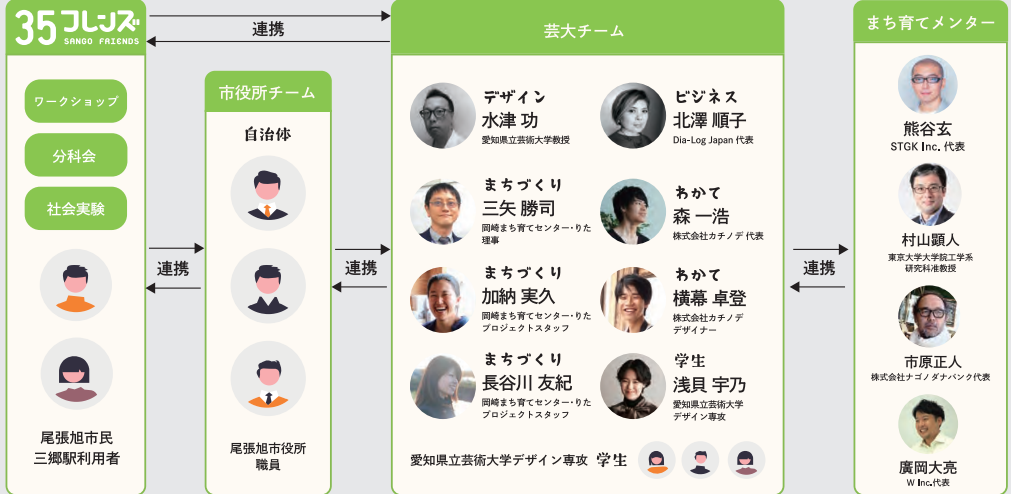 35フレンズ
SANGO FRIENDS
ワークショップ
分科会
社会実験
尾張旭市民
三郷駅利用者
連携
連携
市役所チーム
自治体
尾張旭市役所
職員
連携
芸大チーム
デザイン
水津 功
愛知県立芸術大学教授
ビジネス
北澤 順子
Dia-Log Japan 代表
まちづくり
三矢 勝司
岡崎まち育てセンター・りた
理事
わかて
森 一浩
株式会社カチノデ 代表
まちづくり
加納 実久
岡崎まち育てセンター・りた
プロジェクトスタッフ
わかて
横幕 卓登
株式会社カチノデ
デザイナー
まちづくり
長谷川 友紀
岡崎まち育てセンター・りた
プロジェクトスタッフ
学生
浅貝 宇乃
愛知県立芸術大学
デザイン専攻
愛知県立芸術大学デザイン専攻 学生
連携
まち育てメンター
熊谷玄
STGK Inc. 代表
村山顕人
東京大学大学院工学系
研究科准教授
市原正人
株式会社ナゴノダナバンク代表
廣岡大亮
W Inc.代表